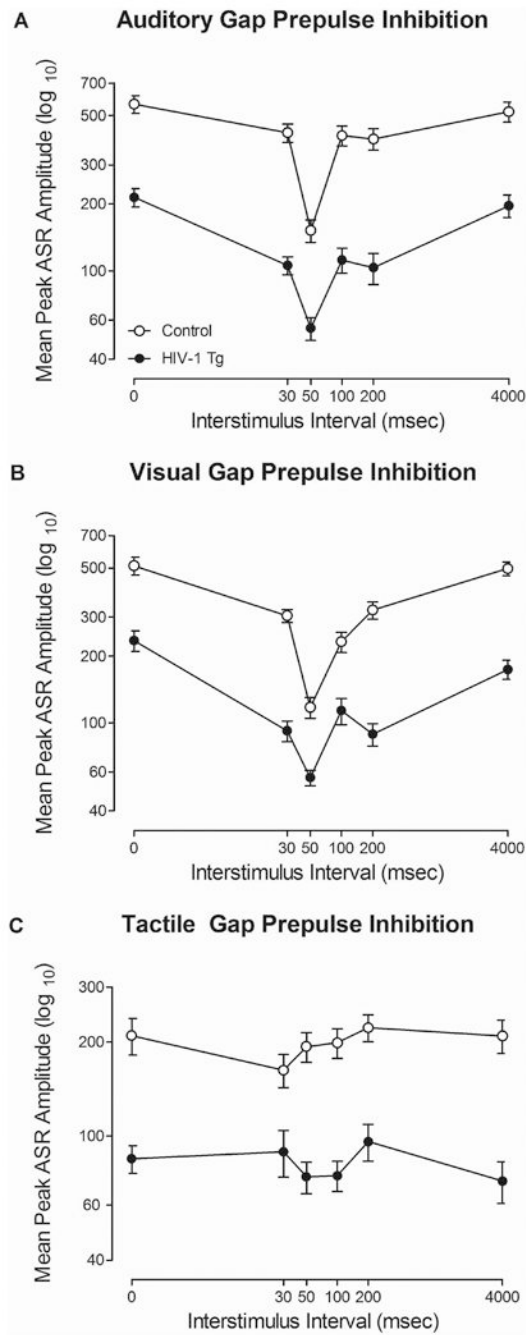 A Auditory Gap Prepulse Inhibition
Mean Peak ASR Amplitude (log 10)
700
500
300
200
100
60
40
Control
HIV-1 Tg
0 30 50 100 200 4000
Interstimulus Interval (msec)
B Visual Gap Prepulse Inhibition
Mean Peak ASR Amplitude (log 10)
700
500
300
200
100
60
40
0 30 50 100 200 4000
Interstimulus Interval (msec)
C Tactile Gap Prepulse Inhibition
Mean Peak ASR Amplitude (log 10)
300
200
100
60
40
0 30 50 100 200 4000
Interstimulus Interval (msec)